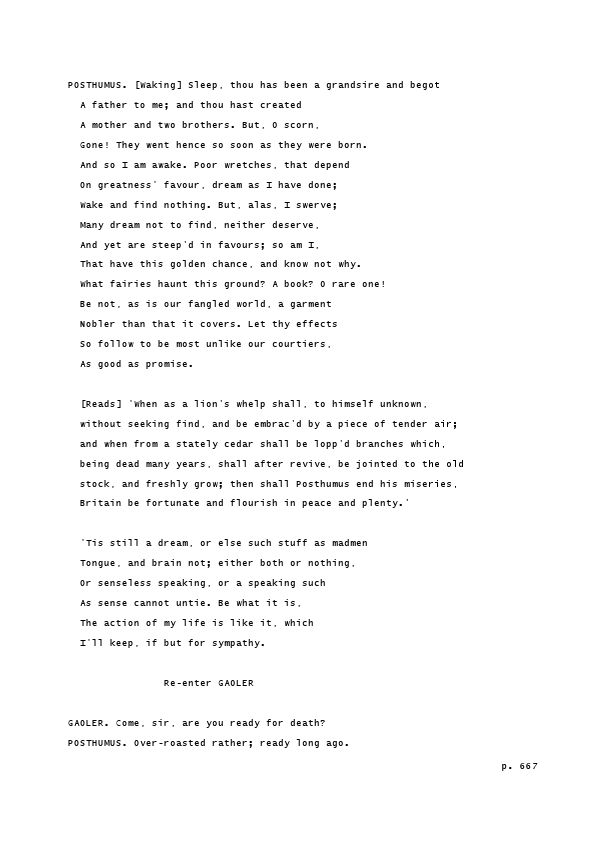 POSTHUMUS. [Waking] Sleep, thou has been a grandsire and begot
A father to me; and thou hast created
A mother and two brothers. But, O scorn,
Gone! They went hence so soon as they were born.
And so I am awake. Poor wretches, that depend
On greatness' favour, dream as I have done;
Wake and find nothing. But, alas, I swerve;
Many dream not to find, neither deserve,
And yet are steep'd in favours; so am I,
That have this golden chance, and know not why.
What fairies haunt this ground? A book? O rare one!
Be not, as is our fangled world, a garment
Nobler than that it covers. Let thy effects
So follow to be most unlike our courtiers,
As good as promise.
[Reads] 'When as a lion's whelp shall, to himself unknown,
without seeking find, and be embrac'd by a piece of tender air;
and when from a stately cedar shall be lopp'd branches which,
being dead many years, shall after revive, be jointed to the old
stock, and freshly grow; then shall Posthumus end his miseries,
Britain be fortunate and flourish in peace and plenty.'
'Tis still a dream, or else such stuff as madmen
Tongue, and brain not; either both or nothing,
Or senseless speaking, or a speaking such
As sense cannot untie. Be what it is,
The action of my life is like it, which
I'll keep, if but for sympathy.
Re-enter GAOLER
GAOLER. Come, sir, are you ready for death?
POSTHUMUS. Over-roasted rather; ready long ago.
p. 667